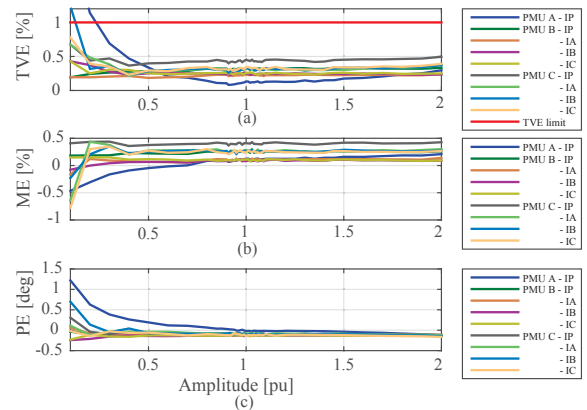 TVE [%]
1
0.5
0
0.5
1
1.5
2
(a)
PMU A - IP
PMU B - IP
- IA
- IB
- IC
PMU C - IP
- IA
- IB
- IC
TVE limit
ME [%]
0.5
0
-0.5
-1
0.5
1
1.5
2
(b)
PMU A - IP
PMU B - IP
- IA
- IB
- IC
PMU C - IP
- IA
- IB
- IC
PE [deg]
1.5
1
0.5
0
-0.5
0.5
1
1.5
2
Amplitude [pu]
(c)
PMU A - IP
PMU B - IP
- IA
- IB
- IC
PMU C - IP
- IA
- IB
- IC